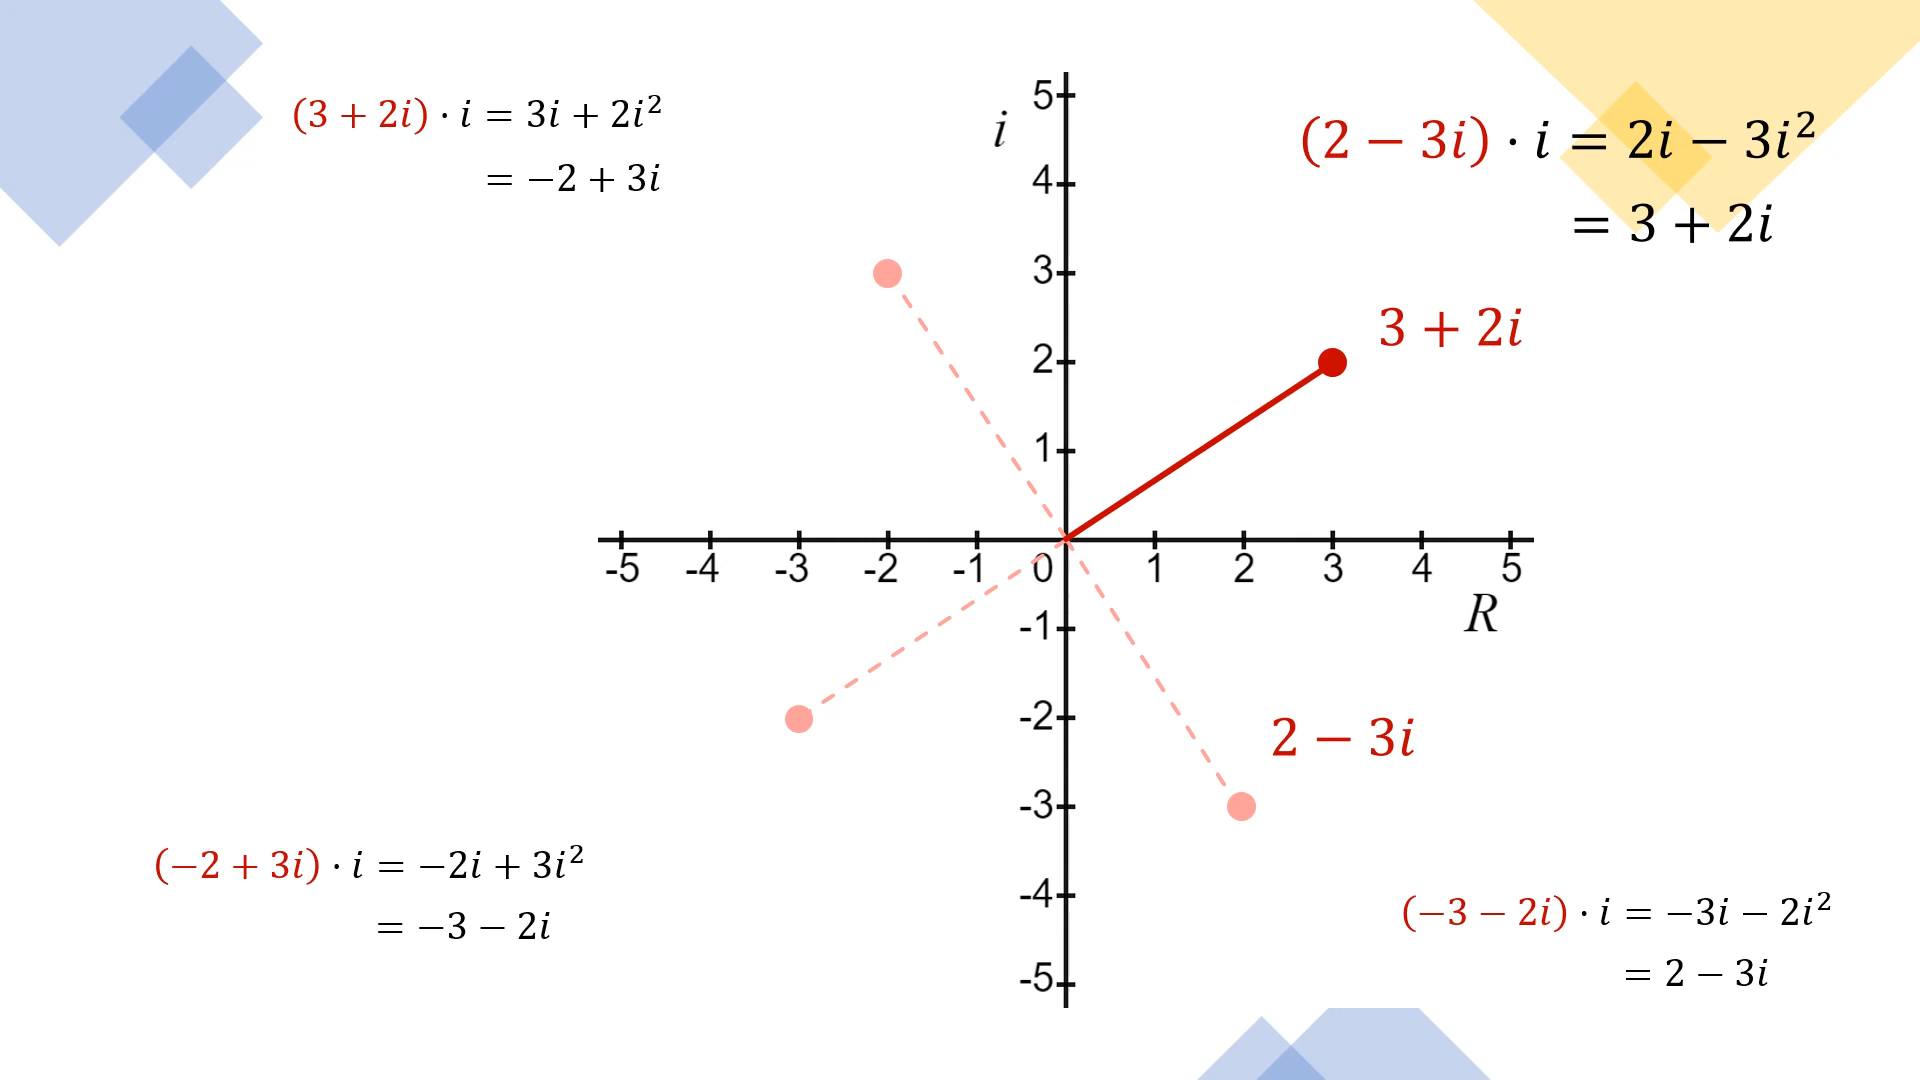 (3 + 2i) · i = 3i + 2i²
= −2 + 3i
(2 − 3i) · i = 2i − 3i²
= 3 + 2i
i
5
4
3
2
1
3 + 2i
-5 -4 -3 -2 -1 0 1 2 3 4 5
R
-1
-2
-3
-4
-5
2 − 3i
(−2 + 3i) · i = −2i + 3i²
= −3 − 2i
(−3 − 2i) · i = −3i − 2i²
= 2 − 3i